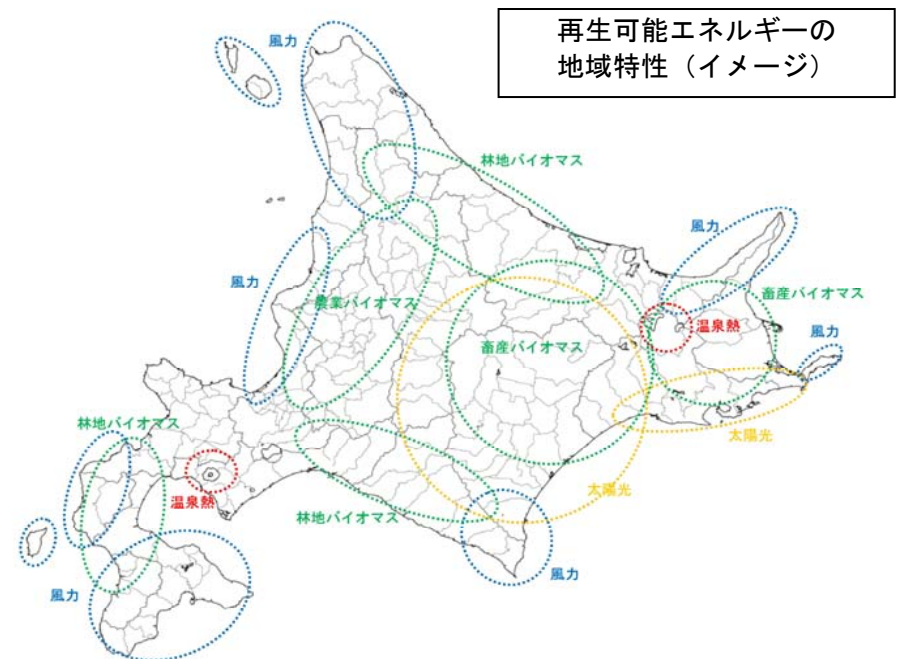 再生可能エネルギーの
地域特性（イメージ）
風力
林地バイオマス
風力
風力
畜産バイオマス
農業バイオマス
温泉熱
風力
畜産バイオマス
林地バイオマス
太陽光
太陽光
温泉熱
林地バイオマス
風力
風力